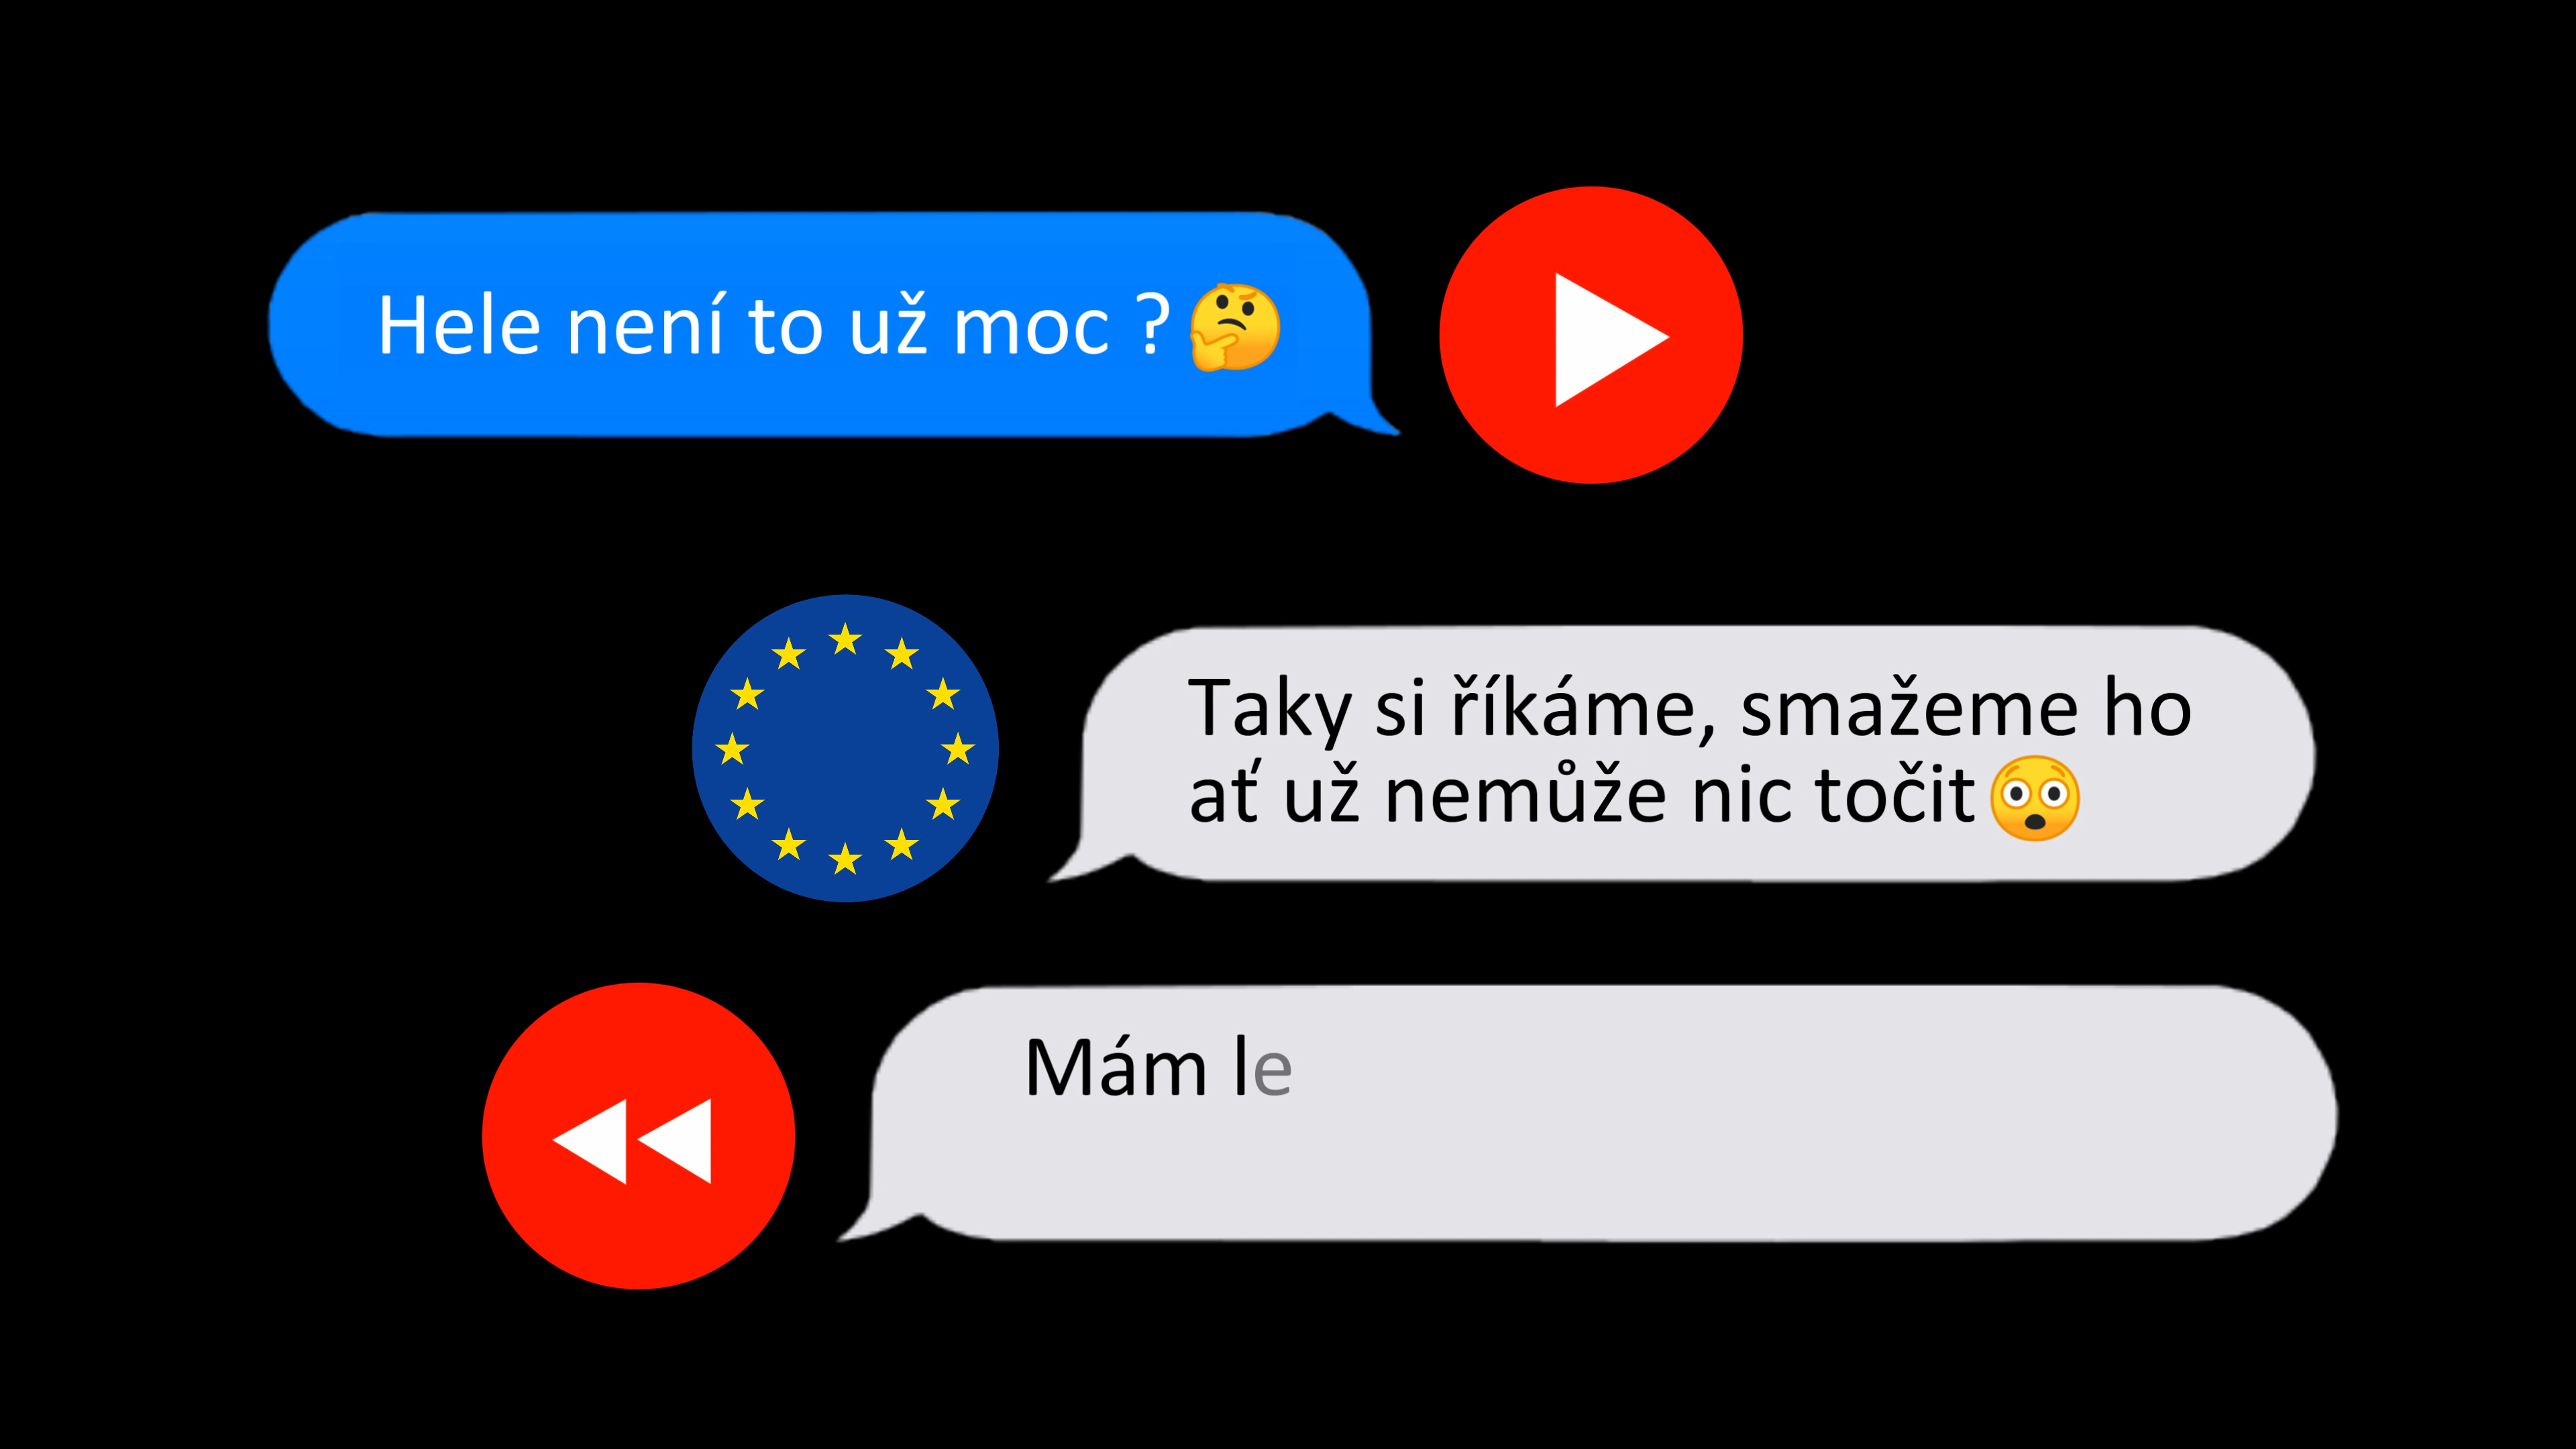 Hele není to už moc ? 🤔
Taky si říkáme, smažeme ho
ať už nemůže nic točit 😯
Mám le